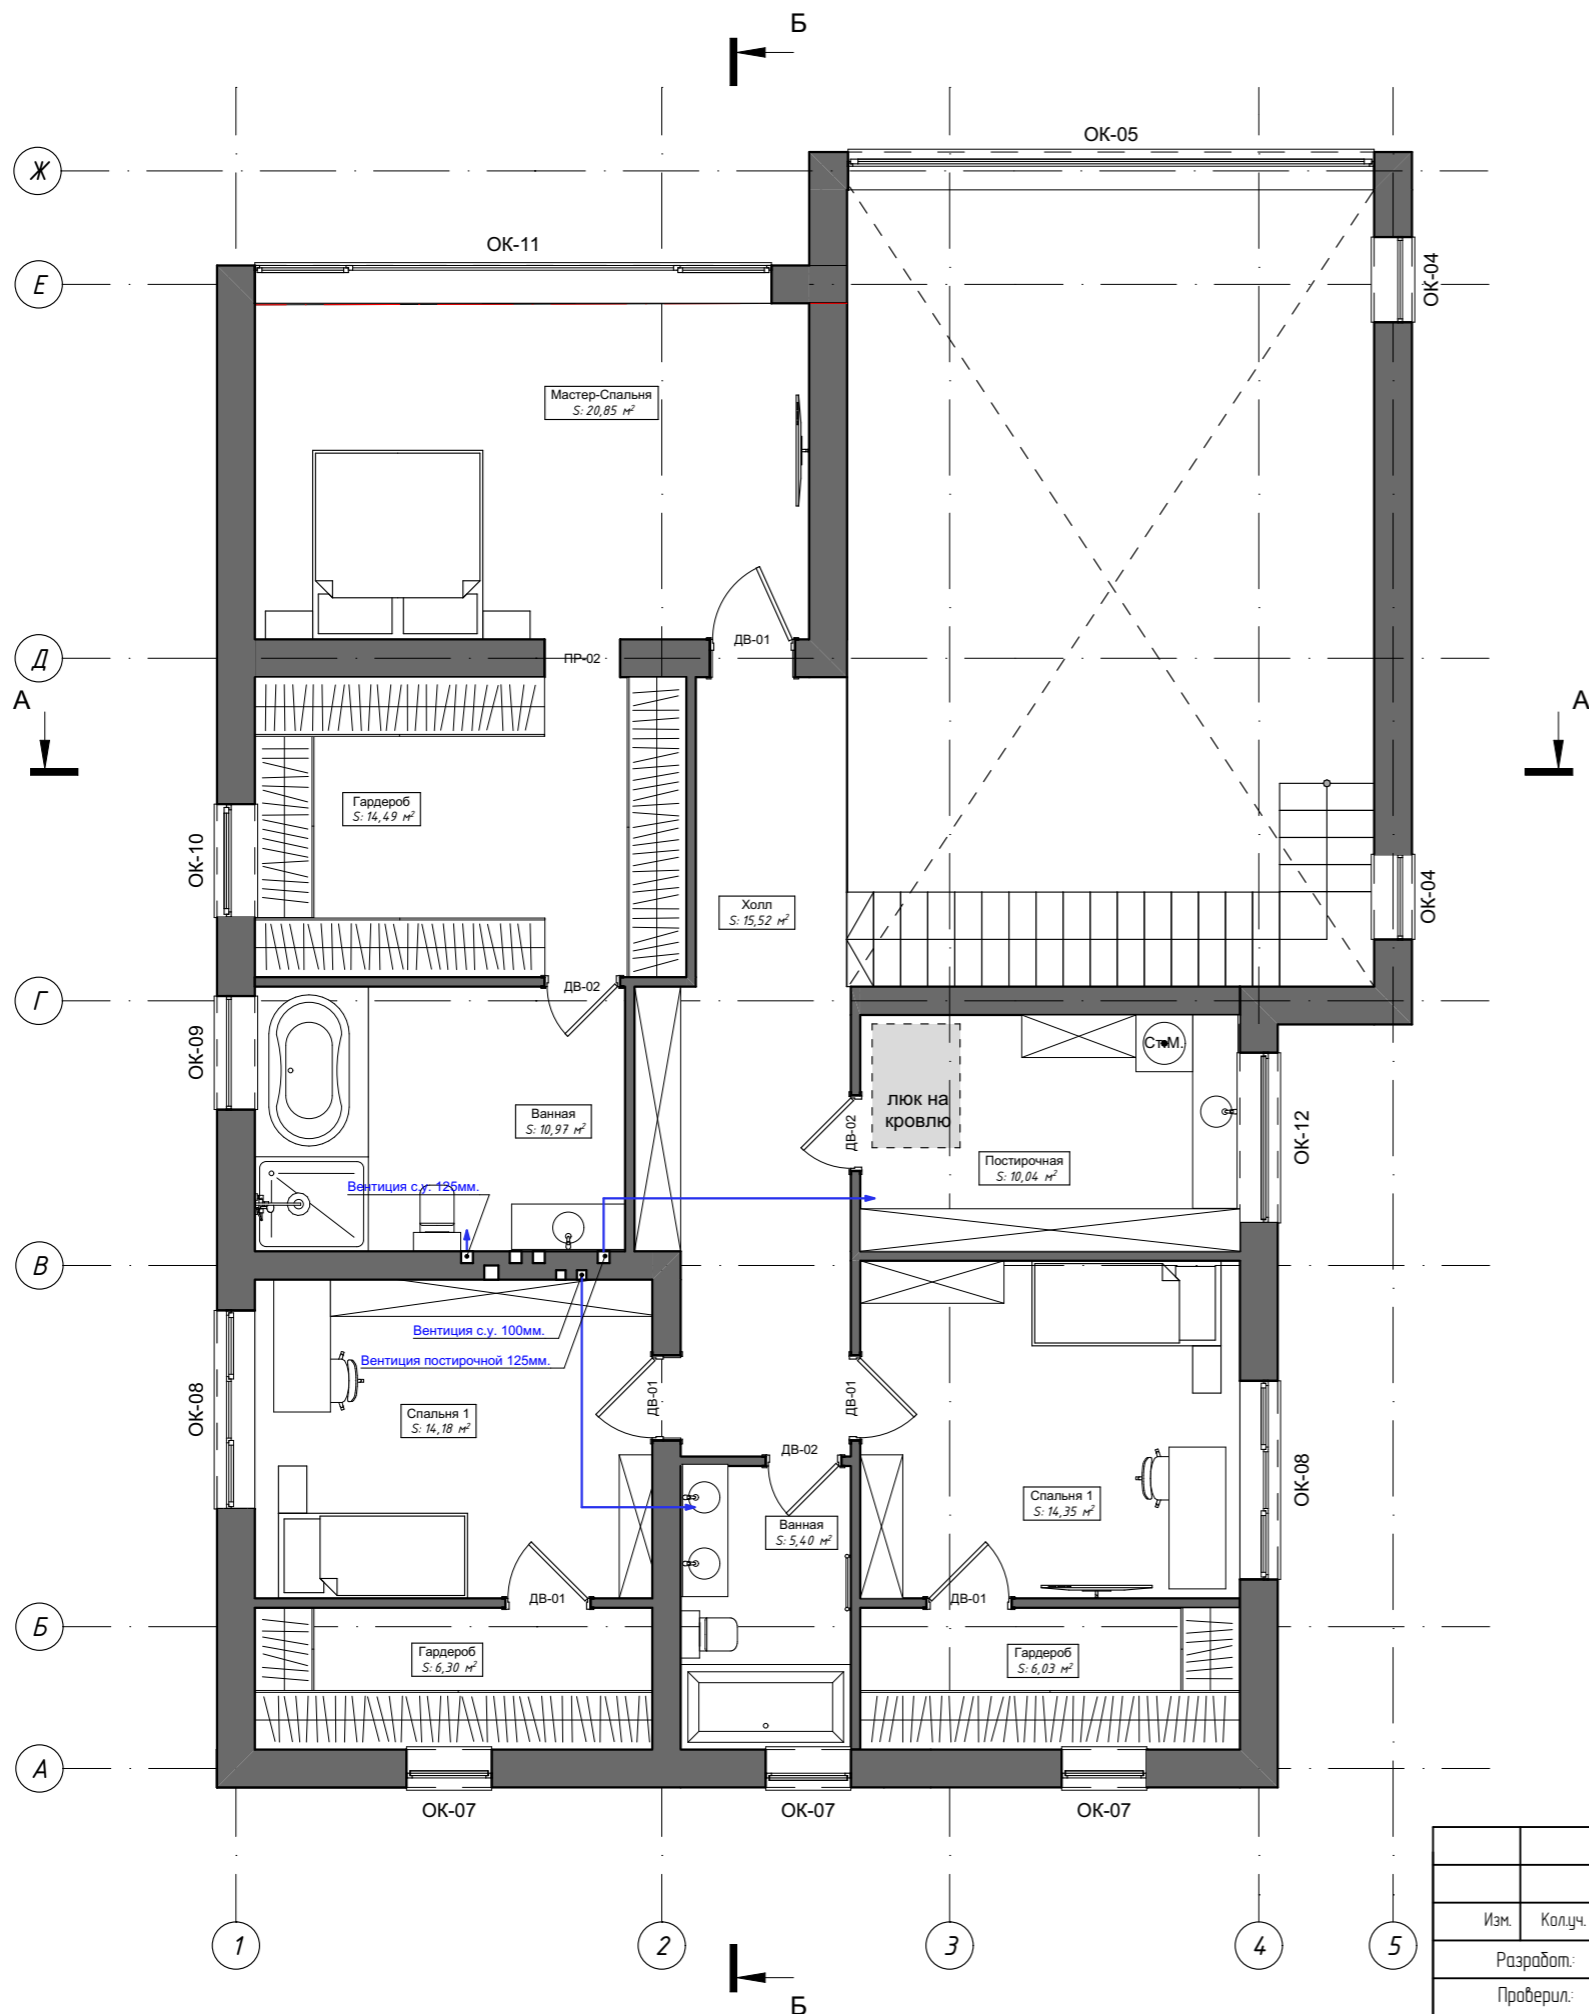 Б
ОК-05
Ж
ОК-11
Е
ОК-04
Мастер-Спальня
S: 20,85 м²
ДВ-01
Д
ПР-02
А
А
Гардероб
S: 14,49 м²
ОК-10
ОК-04
Холл
S: 15,52 м²
ДВ-02
Г
ОК-09
Ст.М.
люк на
кровлю
ДВ-02
ОК-12
Ванная
S: 10,97 м²
Постирочная
S: 10,04 м²
Вентиция с.у. 125мм.
В
Вентиция с.у. 100мм.
Вентиция постирочной 125мм.
ОК-08
ДВ-01
ДВ-01
Спальня 1
S: 14,18 м²
ДВ-02
ОК-08
Спальня 1
S: 14,35 м²
Ванная
S: 5,40 м²
ДВ-01
ДВ-01
Б
Гардероб
S: 6,30 м²
Гардероб
S: 6,03 м²
А
ОК-07
ОК-07
ОК-07
1
2
3
4
5
Изм.
Кол.уч.
Разработ.:
Проверил.:
Б